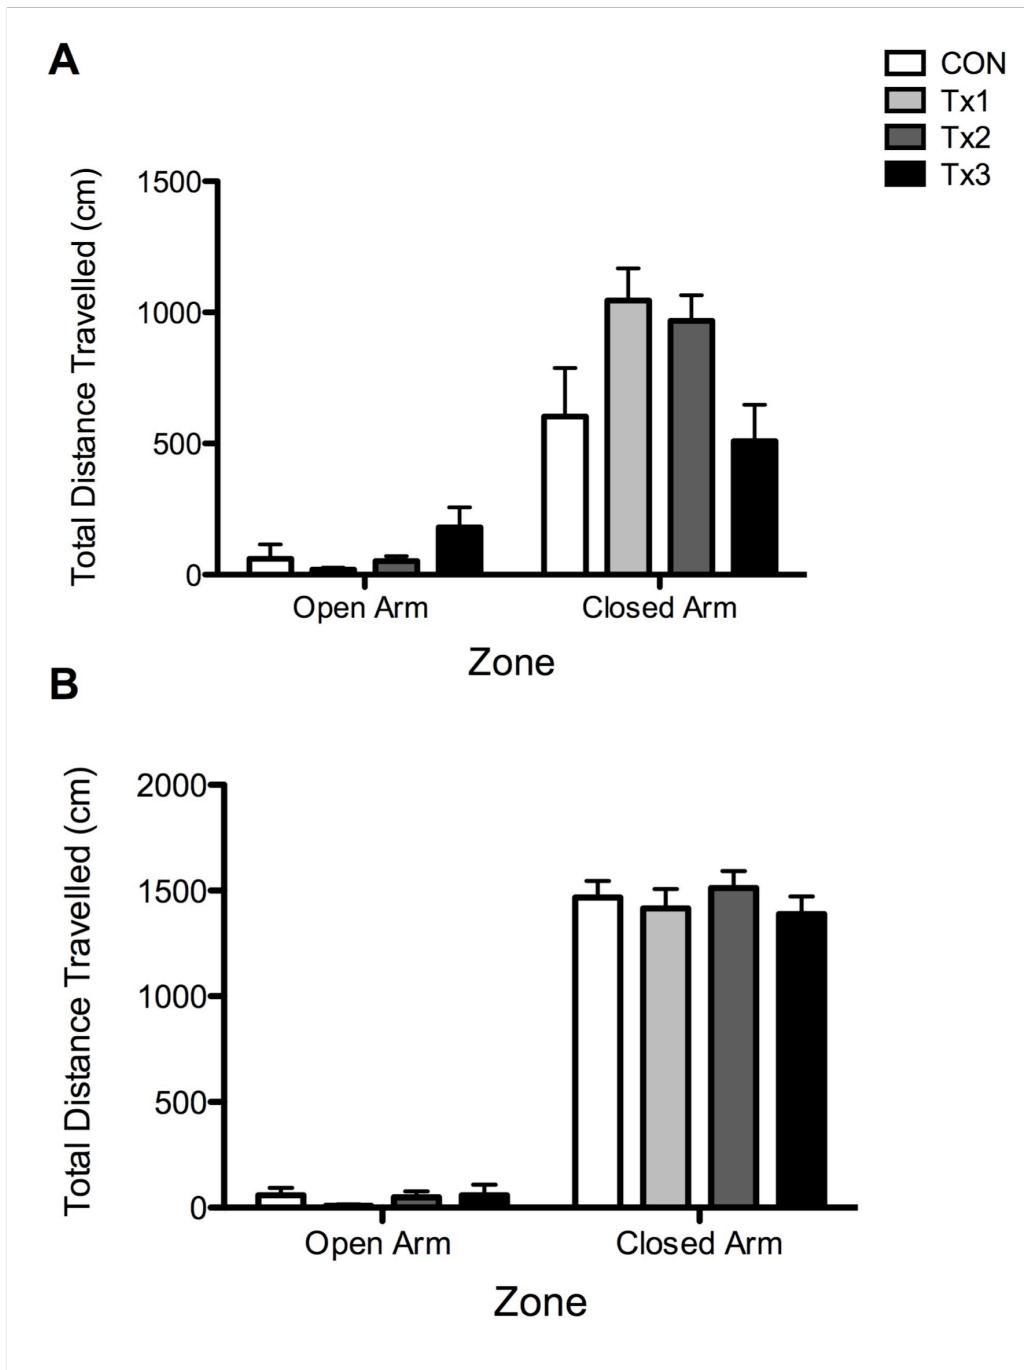 A
CON
Tx1
Tx2
Tx3
Total Distance Travelled (cm)
1500
1000
500
0
Open Arm Closed Arm
Zone
B
Total Distance Travelled (cm)
2000
1500
1000
500
0
Open Arm Closed Arm
Zone